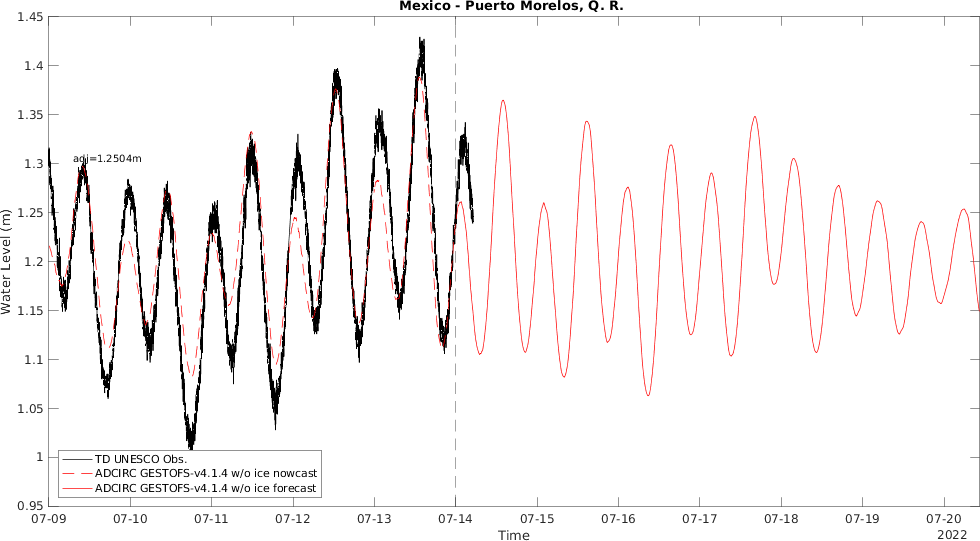 Mexico - Puerto Morelos, Q. R.
1.45
1.4
1.35
1.3
1.25
1.2
1.15
1.1
1.05
1
0.95
Water Level (m)
adj=1.2504m
TD UNESCO Obs.
ADCIRC GESTOFS-v4.1.4 w/o ice nowcast
ADCIRC GESTOFS-v4.1.4 w/o ice forecast
07-09 07-10 07-11 07-12 07-13 07-14 07-15 07-16 07-17 07-18 07-19 07-20
Time
2022